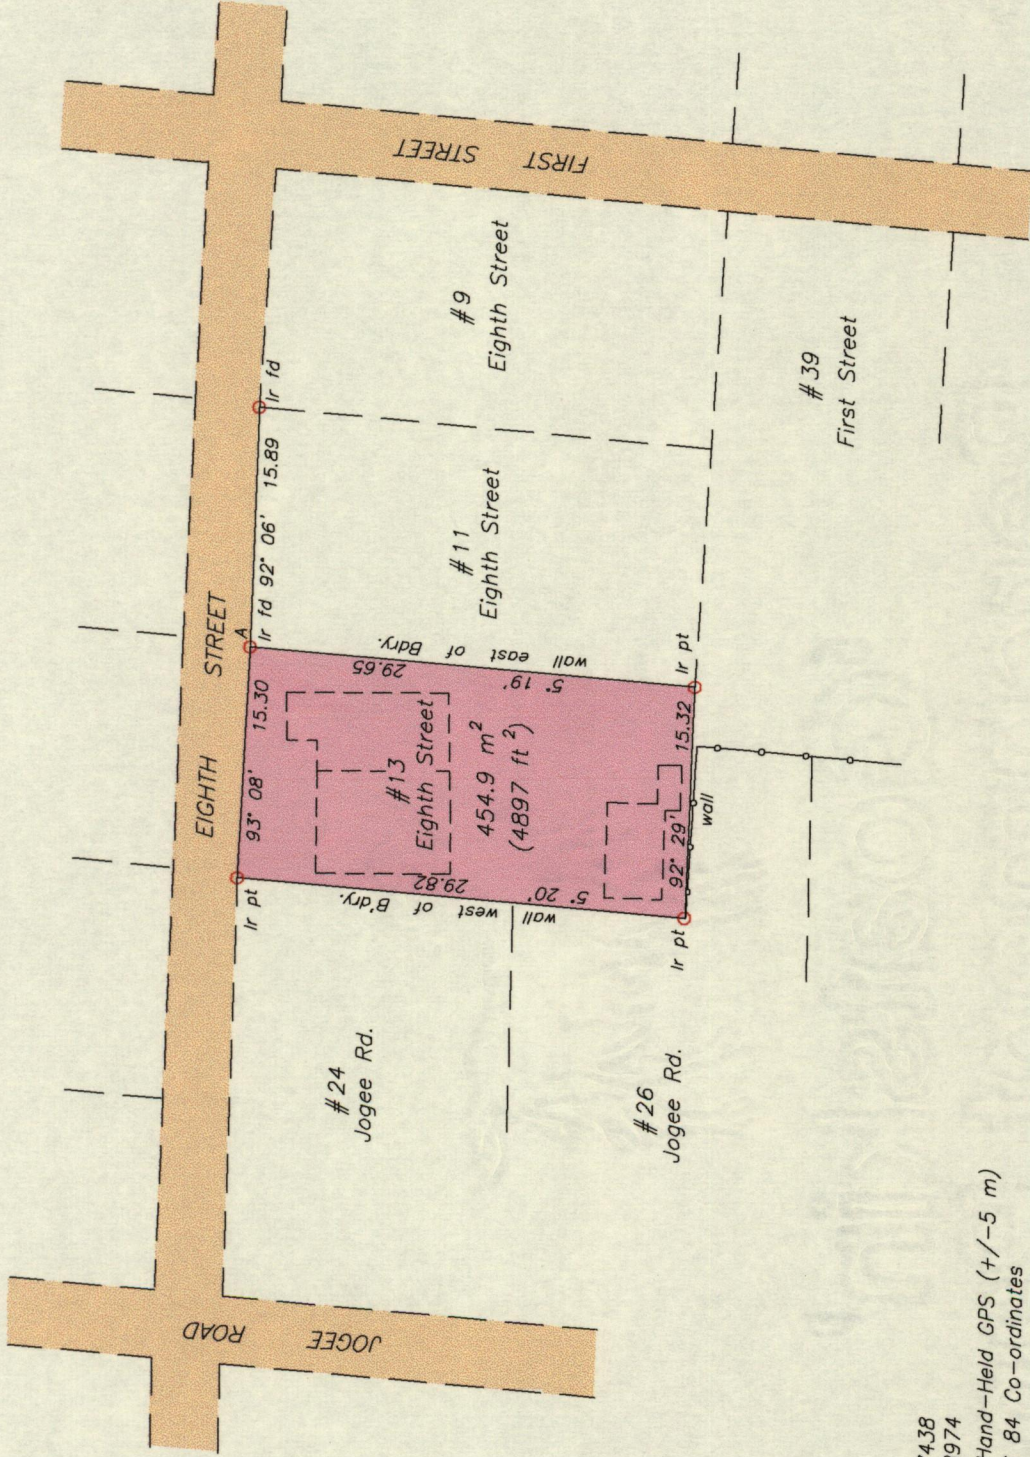 EIGHTH STREET
FIRST STREET
JOGEE ROAD
#9
Eighth Street
#11
Eighth Street
#39
First Street
#13
Eighth Street
454.9 m²
(4897 ft²)
#24
Jogee Rd.
#26
Jogee Rd.
Ir pt
93° 08' 15.30
A
Ir fd 92° 06' 15.89
Ir fd
wall east of Bdry.
5° 19' 29.65
wall west of B'dry.
5° 20' 29.82
Ir pt
92° 29' 15.32
Ir pt
wall
438
974
Hand-Held GPS (+/-5 m)
84 Co-ordinates